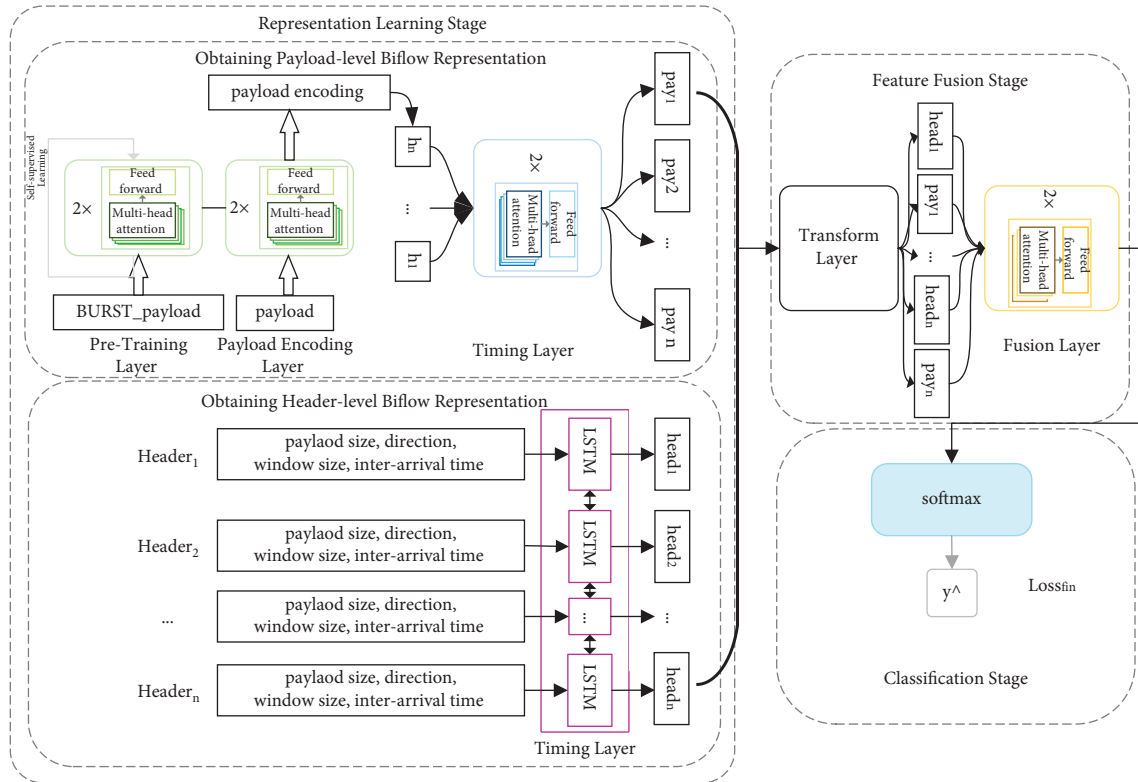 Representation Learning Stage
Obtaining Payload-level Biflow Representation
payload encoding
Self-supervised
Learning
2×
Feed
forward
Multi-head
attention
2×
Feed
forward
Multi-head
attention
BURST_payload
payload
Pre-Training
Layer
Payload Encoding
Layer
hn
...
h1
2×
Multi-head
attention
Feed
forward
Timing Layer
pay1
pay2
...
pay n
Obtaining Header-level Biflow Representation
Header1
paylaod size, direction,
window size, inter-arrival time
LSTM
head1
Header2
paylaod size, direction,
window size, inter-arrival time
LSTM
head2
...
paylaod size, direction,
window size, inter-arrival time
...
...
Headern
paylaod size, direction,
window size, inter-arrival time
LSTM
headn
Timing Layer
Feature Fusion Stage
Transform
Layer
head1
pay1
...
headn
payn
2×
Multi-head
attention
Feed
forward
Fusion Layer
softmax
y^
Lossfin
Classification Stage